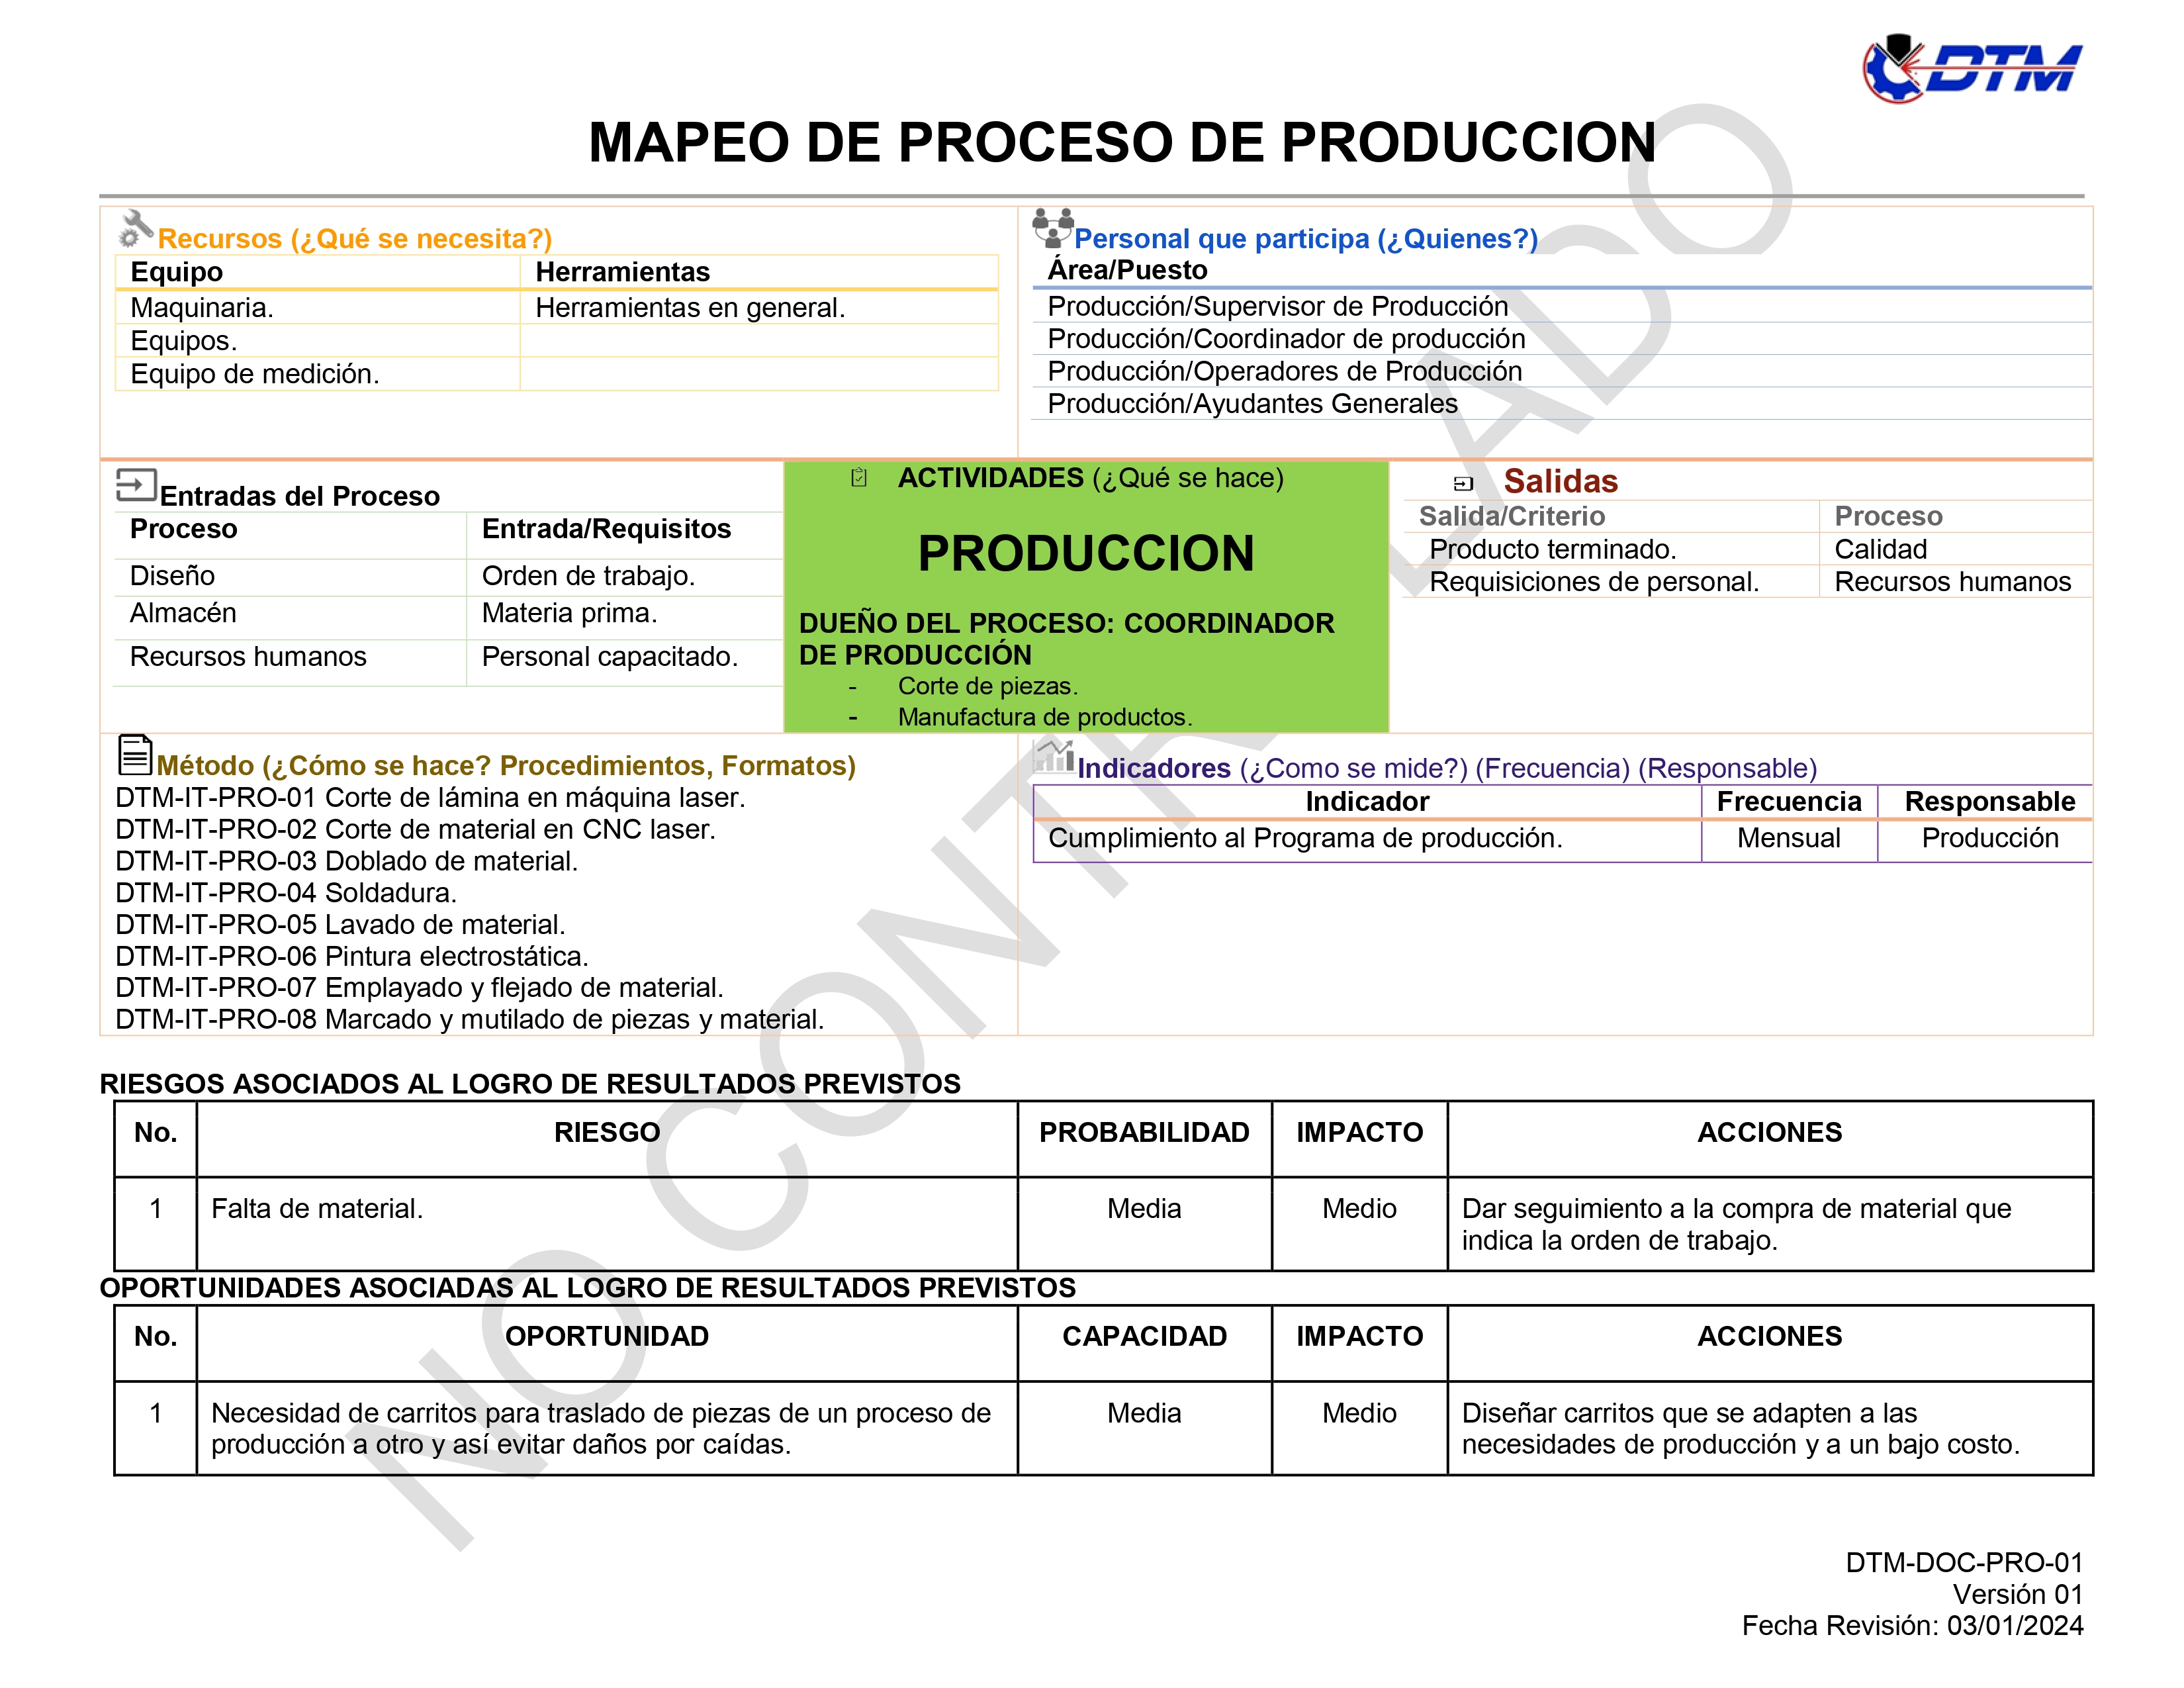 DTM
MAPEO DE PROCESO DE PRODUCCION
Recursos (¿Qué se necesita?)
Equipo Herramientas
Maquinaria. Herramientas en general.
Equipos.
Equipo de medición.
Personal que participa (¿Quienes?)
Área/Puesto
Producción/Supervisor de Producción
Producción/Coordinador de producción
Producción/Operadores de Producción
Producción/Ayudantes Generales
Entradas del Proceso
Proceso Entrada/Requisitos
Diseño Orden de trabajo.
Almacén Materia prima.
Recursos humanos Personal capacitado.
ACTIVIDADES (¿Qué se hace)
PRODUCCION
DUEÑO DEL PROCESO: COORDINADOR
DE PRODUCCIÓN
- Corte de piezas.
- Manufactura de productos.
Salidas
Salida/Criterio Proceso
Producto terminado. Calidad
Requisiciones de personal. Recursos humanos
Método (¿Cómo se hace? Procedimientos, Formatos)
DTM-IT-PRO-01 Corte de lámina en máquina laser.
DTM-IT-PRO-02 Corte de material en CNC laser.
DTM-IT-PRO-03 Doblado de material.
DTM-IT-PRO-04 Soldadura.
DTM-IT-PRO-05 Lavado de material.
DTM-IT-PRO-06 Pintura electrostática.
DTM-IT-PRO-07 Emplayado y flejado de material.
DTM-IT-PRO-08 Marcado y mutilado de piezas y material.
Indicadores (¿Como se mide?) (Frecuencia) (Responsable)
Indicador Frecuencia Responsable
Cumplimiento al Programa de producción. Mensual Producción
RIESGOS ASOCIADOS AL LOGRO DE RESULTADOS PREVISTOS
No. RIESGO PROBABILIDAD IMPACTO ACCIONES
1 Falta de material. Media Medio Dar seguimiento a la compra de material que
indica la orden de trabajo.
OPORTUNIDADES ASOCIADAS AL LOGRO DE RESULTADOS PREVISTOS
No. OPORTUNIDAD CAPACIDAD IMPACTO ACCIONES
1 Necesidad de carritos para traslado de piezas de un proceso de Media Medio Diseñar carritos que se adapten a las
producción a otro y así evitar daños por caídas. necesidades de producción y a un bajo costo.
DTM-DOC-PRO-01
Versión 01
Fecha Revisión: 03/01/2024
NO CONTROLADO